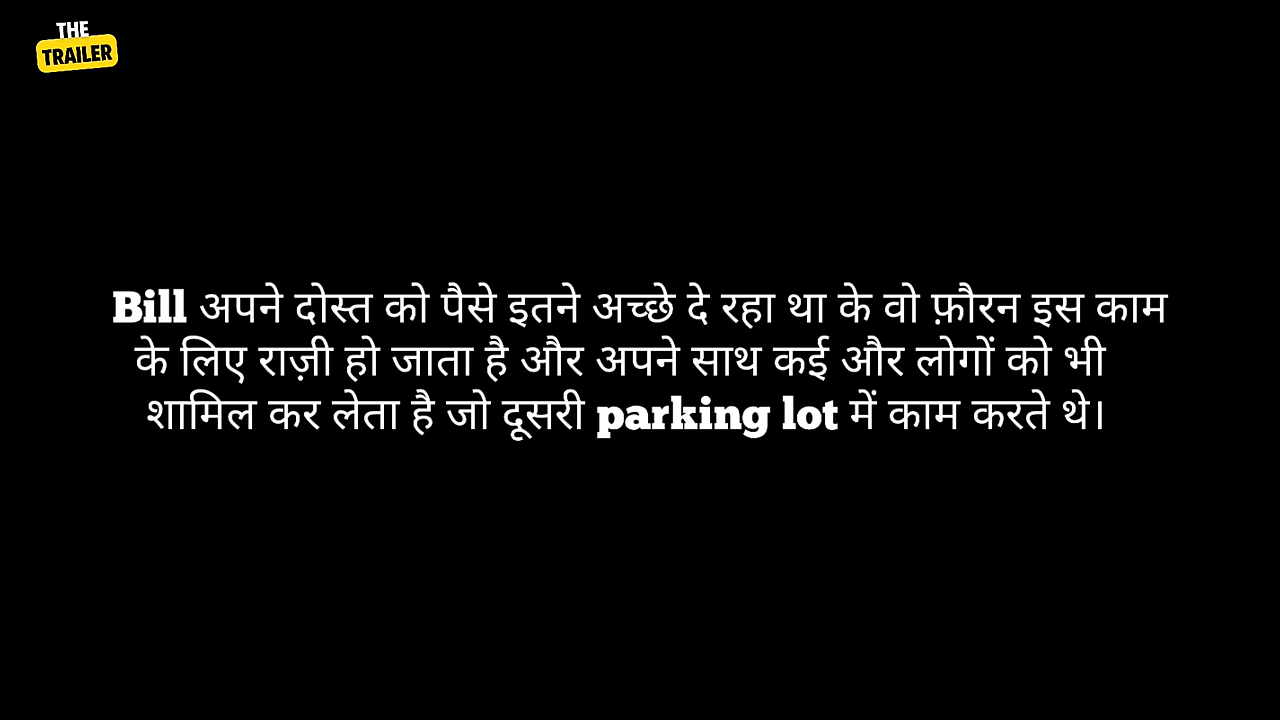 THE
TRAILER
Bill अपने दोस्त को पैसे इतने अच्छे दे रहा था के वो फ़ौरन इस काम
के लिए राज़ी हो जाता है और अपने साथ कई और लोगों को भी
शामिल कर लेता है जो दूसरी parking lot में काम करते थे।